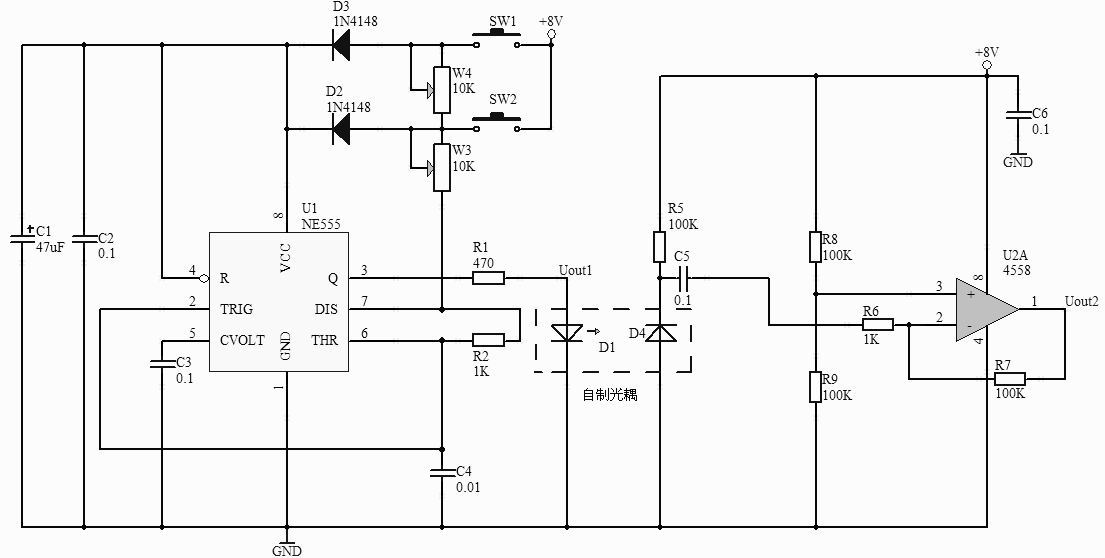 D3
1N4148
SW1
+8V
W4
10K
D2
1N4148
SW2
W3
10K
+8V
C6
0.1
GND
C1
47uF
C2
0.1
U1
NE555
8
VCC
4
R
Q
3
2
TRIG
DIS
7
5
CVOLT
GND
THR
6
1
C3
0.1
R1
470
Uout1
R2
1K
D1
D4
自制光耦
C4
0.01
GND
R5
100K
C5
0.1
R8
100K
R9
100K
R6
1K
U2A
4558
8
3
+
2
-
4
1
Uout2
R7
100K